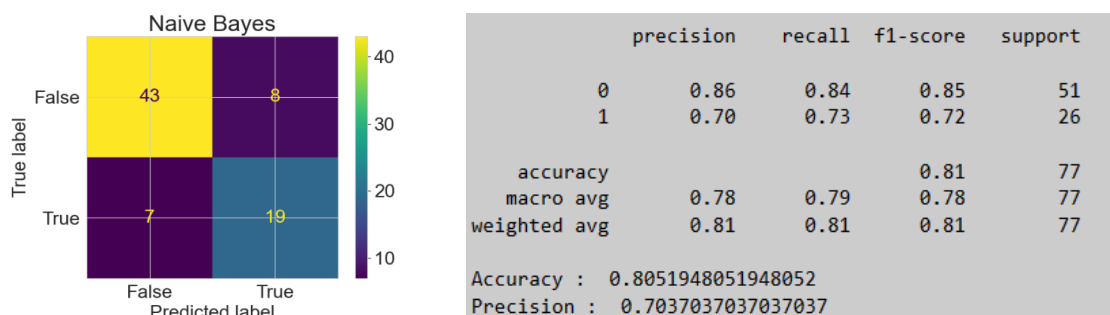 Naive Bayes
True label
False
43
8
True
7
19
False True
Predicted label
40
30
20
10
precision recall f1-score support
0 0.86 0.84 0.85 51
1 0.70 0.73 0.72 26
accuracy 0.81 77
macro avg 0.78 0.79 0.78 77
weighted avg 0.81 0.81 0.81 77
Accuracy : 0.8051948051948052
Precision : 0.7037037037037037